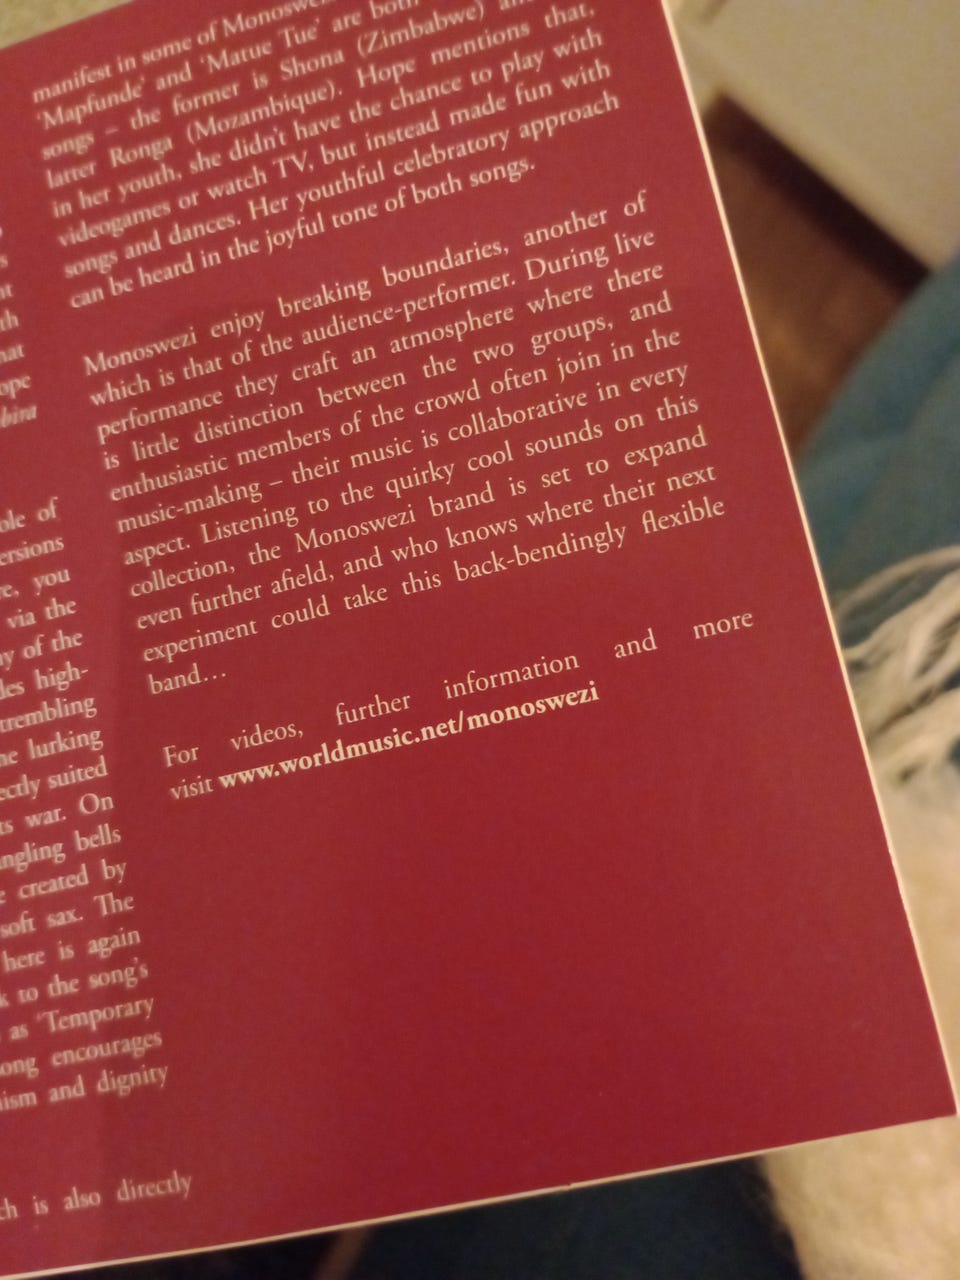 ole of
ersions
re, you
via the
ny of the
des high-
trembling
ne lurking
ectly suited
ts war. On
ngling bells
e created by
soft sax. The
here is again
k to the song's
as 'Temporary
ong encourages
nism and dignity
ch is also directly
manifest in some of Monoswezi
'Mapfunde' and 'Matue Tue' are both
songs – the former is Shona (Zimbabwe) and
latter Ronga (Mozambique). Hope mentions that,
in her youth, she didn't have the chance to play with
videogames or watch TV, but instead made fun with
songs and dances. Her youthful celebratory approach
can be heard in the joyful tone of both songs.
Monoswezi enjoy breaking boundaries, another of
which is that of the audience-performer. During live
performance they craft an atmosphere where there
is little distinction between the two groups, and
enthusiastic members of the crowd often join in the
music-making – their music is collaborative in every
aspect. Listening to the quirky cool sounds on this
collection, the Monoswezi brand is set to expand
even further afield, and who knows where their next
experiment could take this back-bendingly flexible
band...
For videos, further information and more
visit www.worldmusic.net/monoswezi